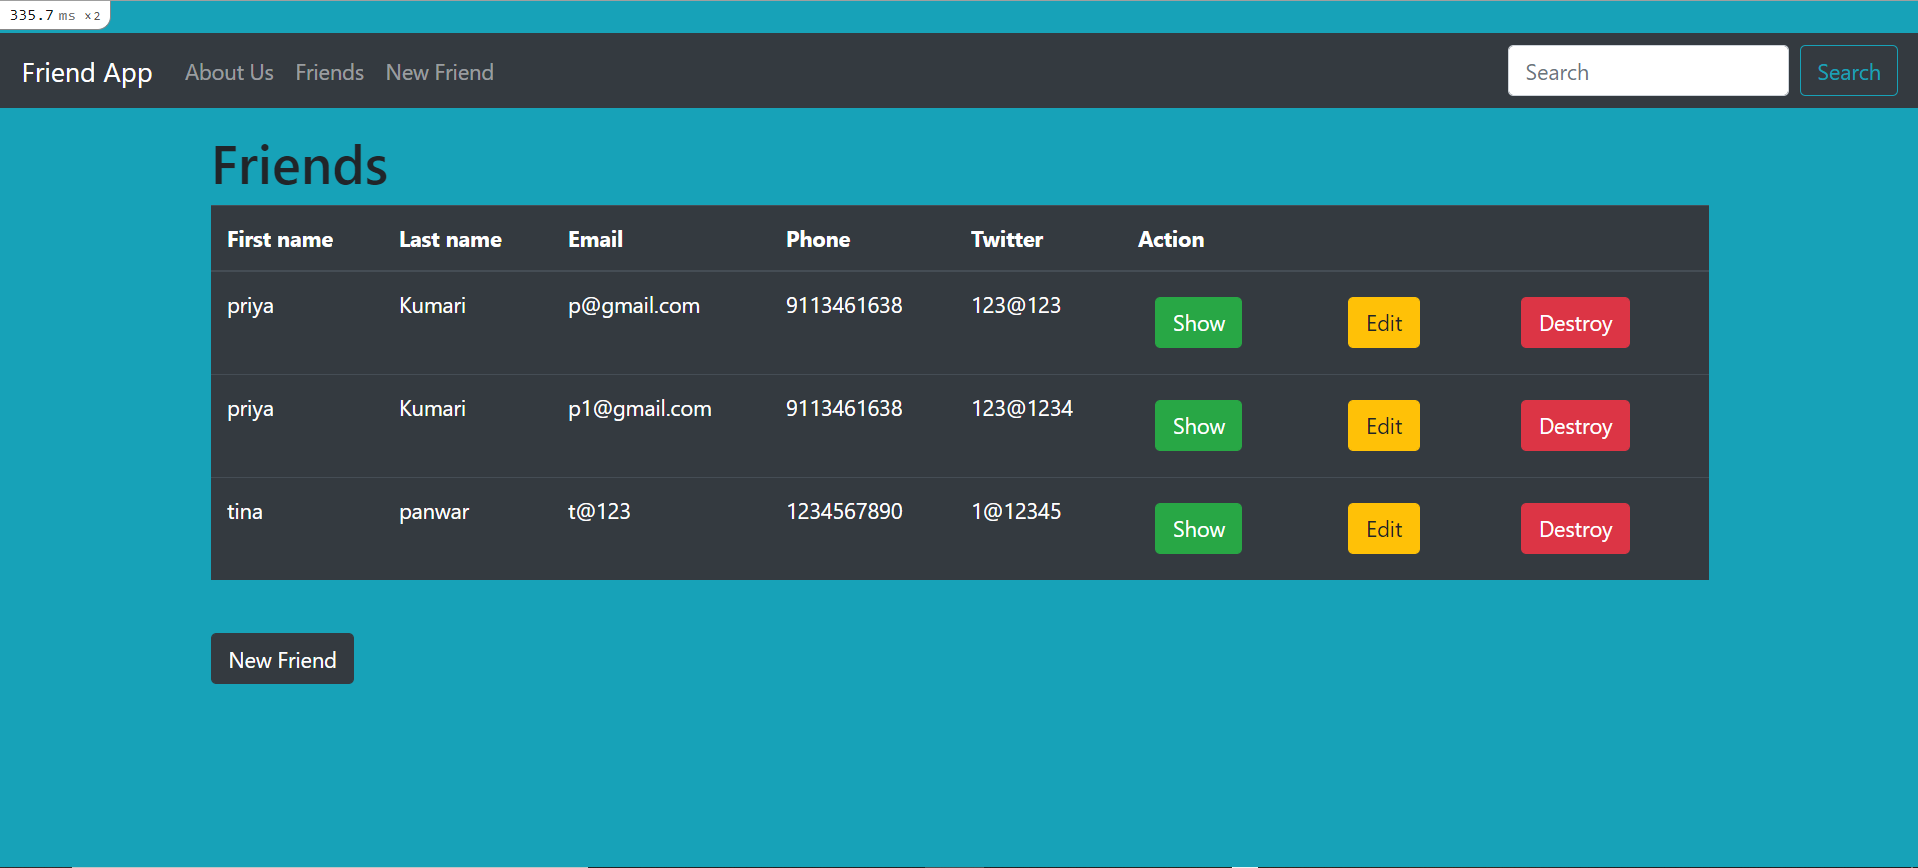 335.7 ms ×2
Friend App About Us Friends New Friend Search Search
Friends
First name Last name Email Phone Twitter Action
priya Kumari p@gmail.com 9113461638 123@123 Show Edit Destroy
priya Kumari p1@gmail.com 9113461638 123@1234 Show Edit Destroy
tina panwar t@123 1234567890 1@12345 Show Edit Destroy
New Friend